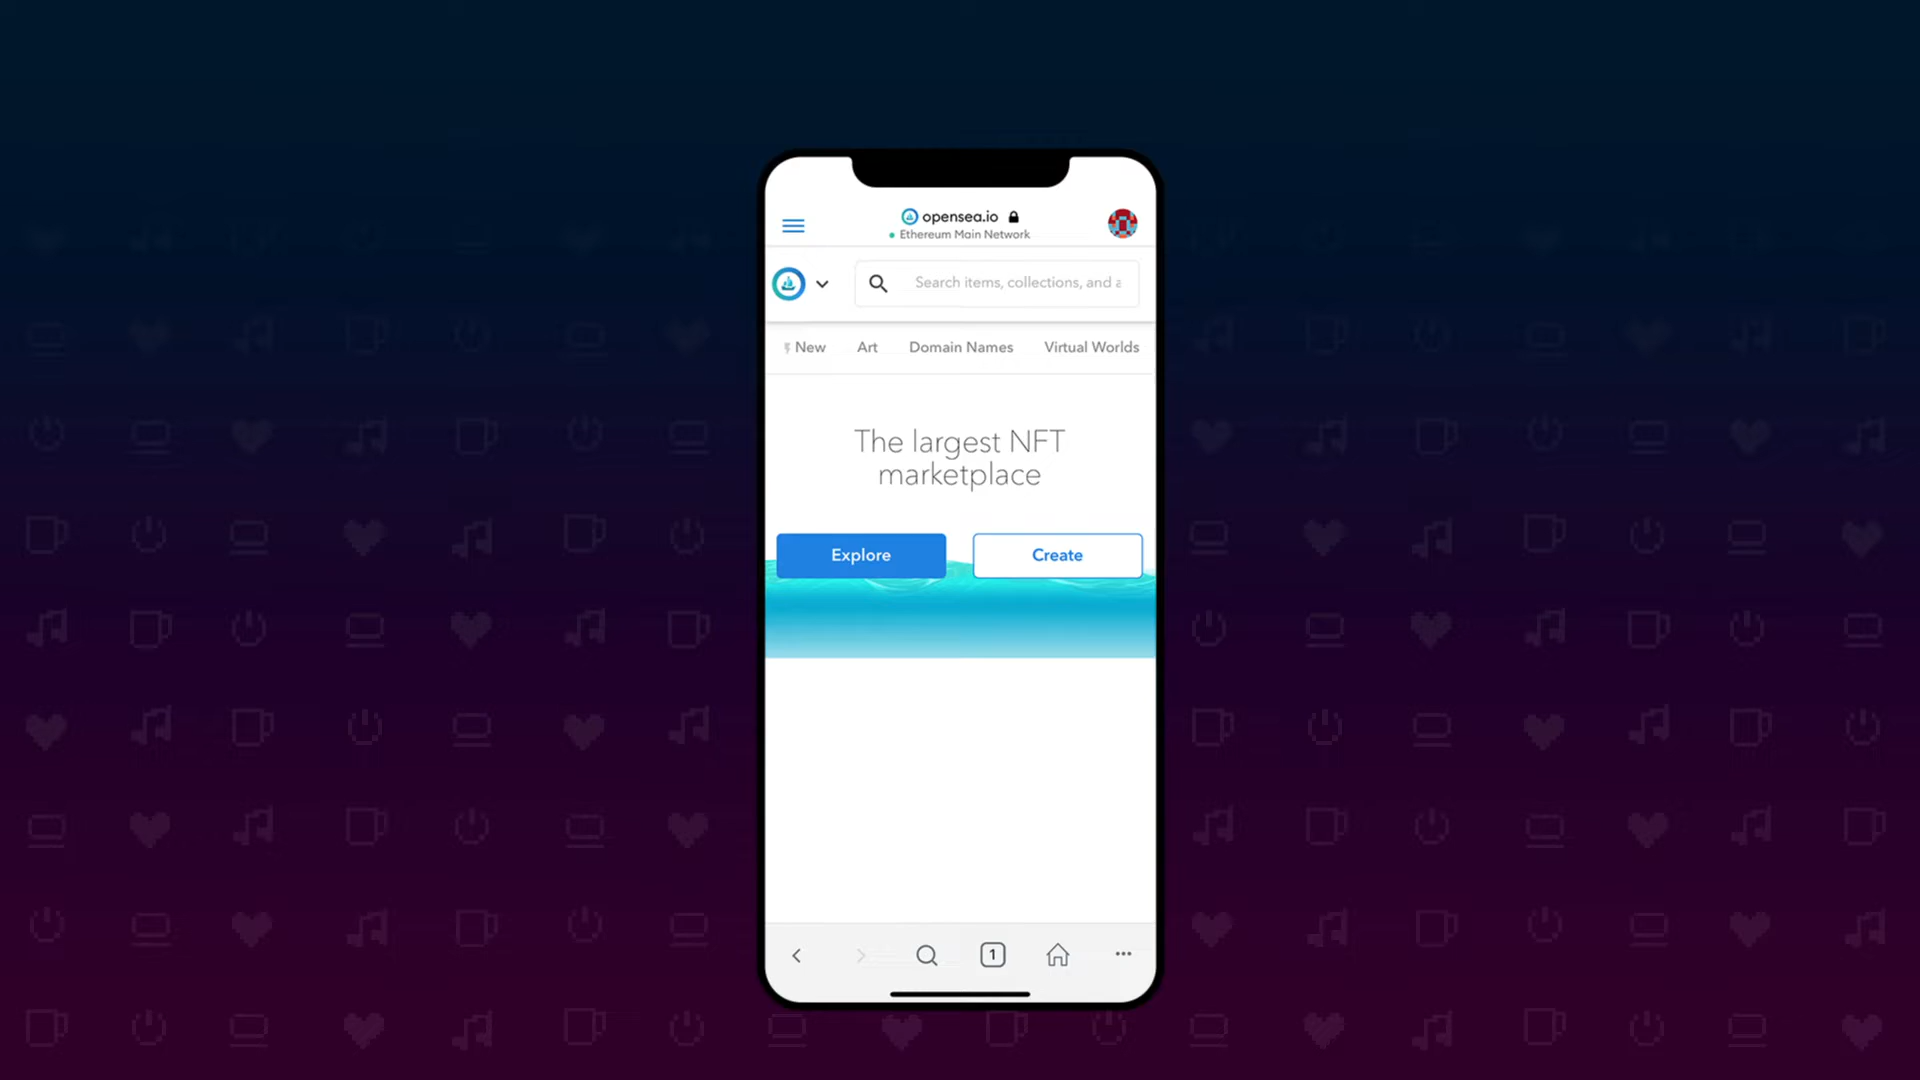 opensea.io
Ethereum Main Network
Search items, collections, and a
New Art Domain Names Virtual Worlds
The largest NFT
marketplace
Explore Create
1